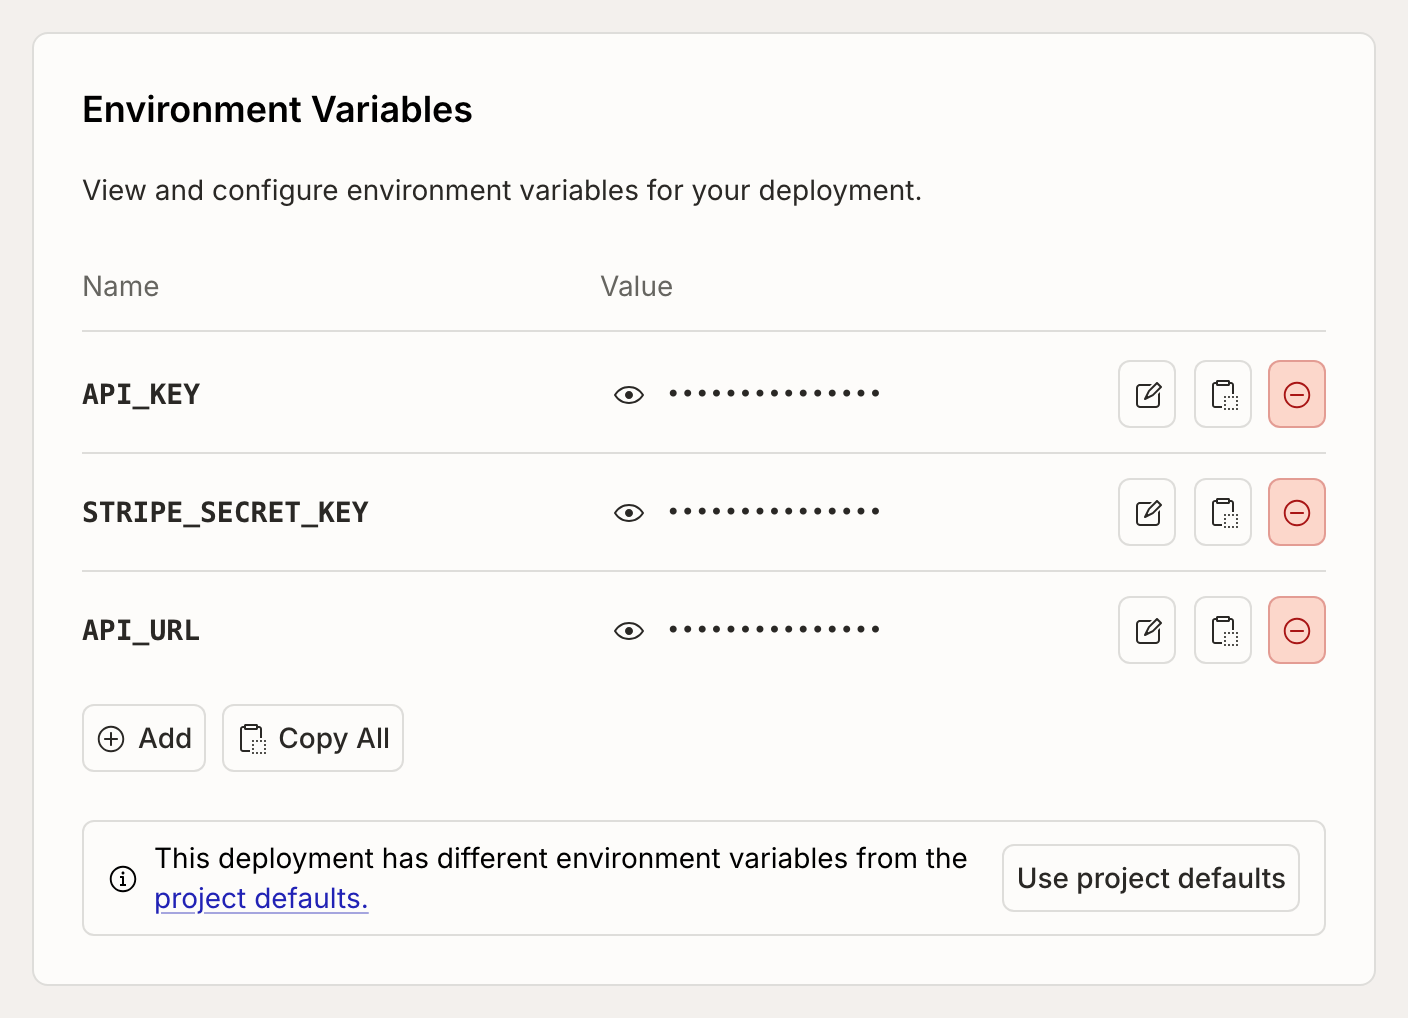 Environment Variables
View and configure environment variables for your deployment.
Name Value
API_KEY •••••••••••••••
STRIPE_SECRET_KEY •••••••••••••••
API_URL •••••••••••••••
Add Copy All
This deployment has different environment variables from the
project defaults.
Use project defaults